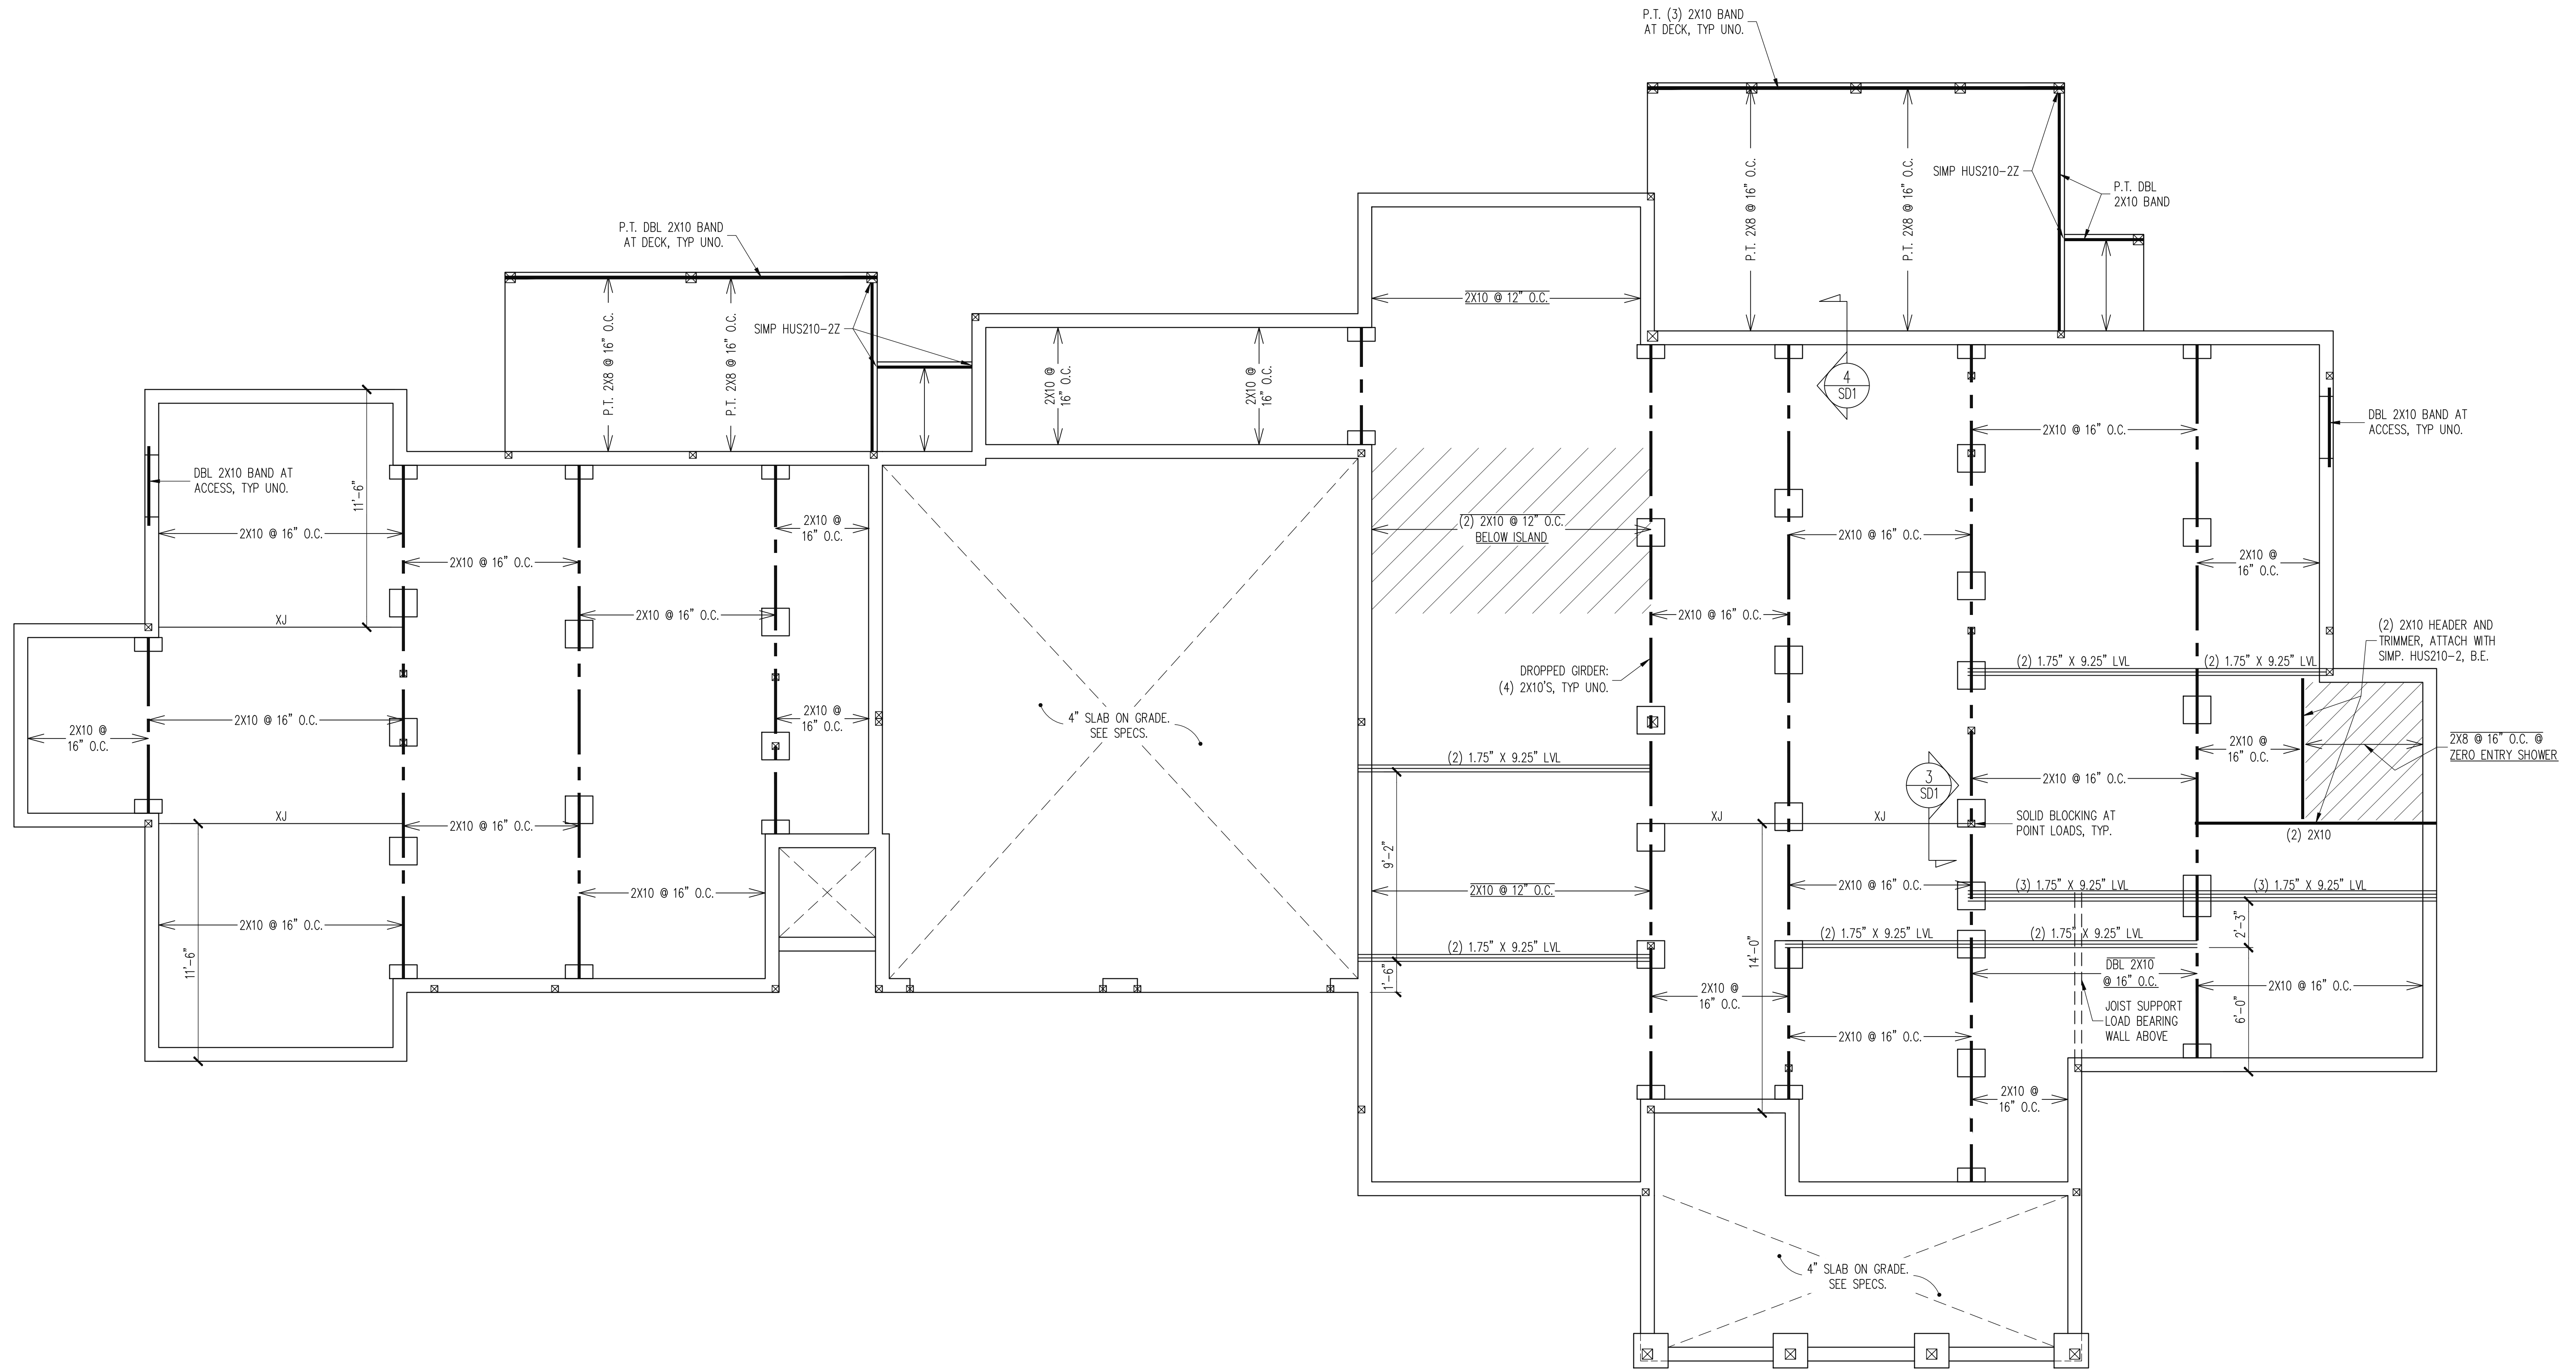 P.T. (3) 2X10 BAND
AT DECK, TYP UNO.
P.T. 2X8 @ 16" O.C.
P.T. 2X8 @ 16" O.C.
SIMP HUS210-2Z
P.T. DBL
2X10 BAND
P.T. DBL 2X10 BAND
AT DECK, TYP UNO.
P.T. 2X8 @ 16" O.C.
P.T. 2X8 @ 16" O.C.
SIMP HUS210-2Z
2X10 @ 12" O.C.
2X10 @
16" O.C.
2X10 @
16" O.C.
4
SD1
DBL 2X10 BAND AT
ACCESS, TYP UNO.
2X10 @ 16" O.C.
DBL 2X10 BAND AT
ACCESS, TYP UNO.
11'-6"
2X10 @ 16" O.C.
2X10 @ 16" O.C.
2X10 @
16" O.C.
(2) 2X10 @ 12" O.C.
BELOW ISLAND
2X10 @ 16" O.C.
2X10 @
16" O.C.
2X10 @ 16" O.C.
2X10 @ 16" O.C.
XJ
(2) 2X10 HEADER AND
TRIMMER, ATTACH WITH
SIMP. HUS210-2, B.E.
DROPPED GIRDER:
(4) 2X10'S, TYP UNO.
(2) 1.75" X 9.25" LVL
(2) 1.75" X 9.25" LVL
2X10 @
16" O.C.
2X10 @ 16" O.C.
2X10 @
16" O.C.
4" SLAB ON GRADE.
SEE SPECS.
2X10 @
16" O.C.
2X8 @ 16" O.C. @
ZERO ENTRY SHOWER
(2) 1.75" X 9.25" LVL
3
SD1
2X10 @ 16" O.C.
XJ
2X10 @ 16" O.C.
XJ
XJ
SOLID BLOCKING AT
POINT LOADS, TYP.
(2) 2X10
9'-2"
2X10 @ 16" O.C.
2X10 @ 12" O.C.
2X10 @ 16" O.C.
(3) 1.75" X 9.25" LVL
(3) 1.75" X 9.25" LVL
2X10 @ 16" O.C.
11'-6"
(2) 1.75" X 9.25" LVL
14'-0"
(2) 1.75" X 9.25" LVL
(2) 1.75" X 9.25" LVL
2'-3"
1'-6"
2X10 @
16" O.C.
DBL 2X10
@ 16" O.C.
2X10 @ 16" O.C.
JOIST SUPPORT
LOAD BEARING
WALL ABOVE
6'-0"
2X10 @ 16" O.C.
2X10 @
16" O.C.
4" SLAB ON GRADE.
SEE SPECS.